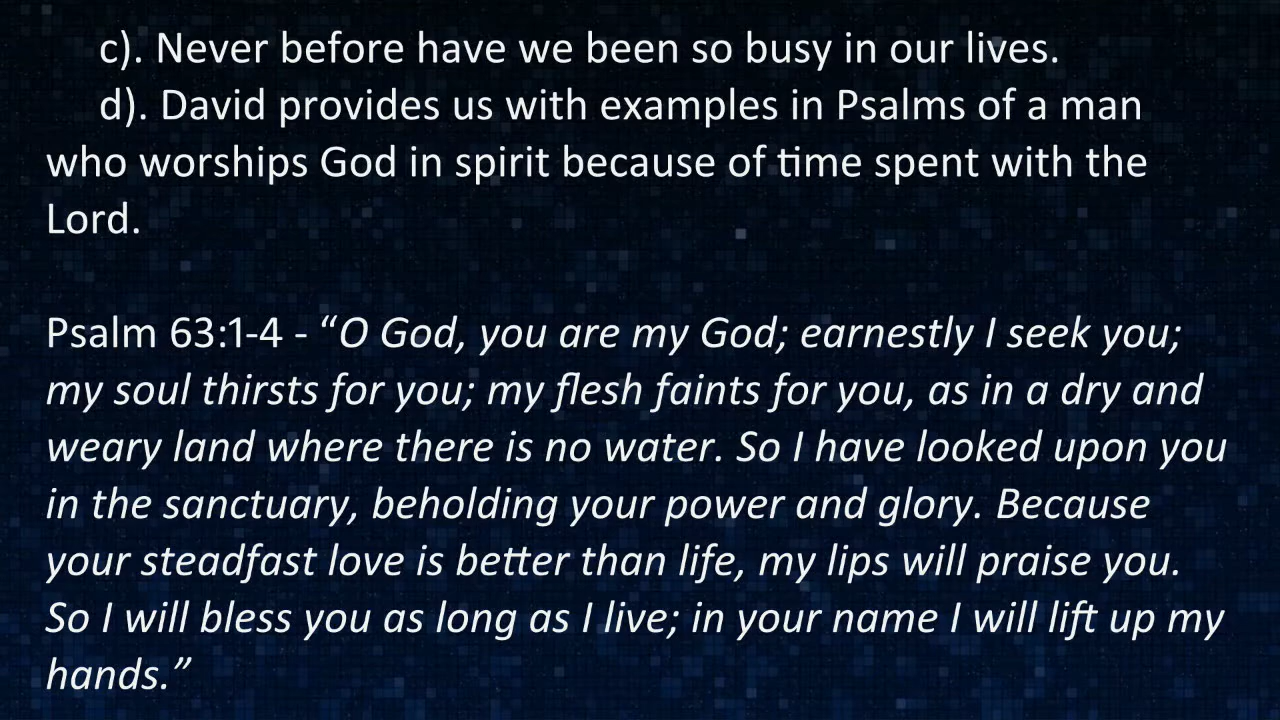 c). Never before have we been so busy in our lives.
d). David provides us with examples in Psalms of a man
who worships God in spirit because of time spent with the
Lord.
Psalm 63:1-4 - “O God, you are my God; earnestly I seek you;
my soul thirsts for you; my flesh faints for you, as in a dry and
weary land where there is no water. So I have looked upon you
in the sanctuary, beholding your power and glory. Because
your steadfast love is better than life, my lips will praise you.
So I will bless you as long as I live; in your name I will lift up my
hands.”